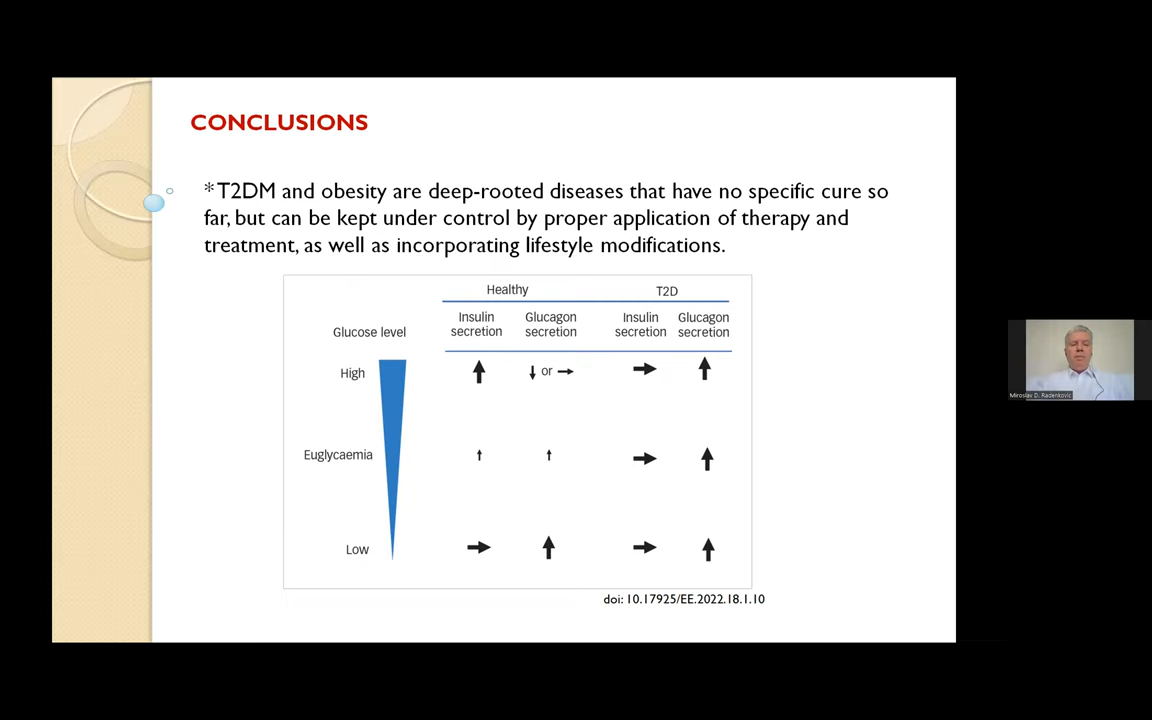 CONCLUSIONS
*T2DM and obesity are deep-rooted diseases that have no specific cure so
far, but can be kept under control by proper application of therapy and
treatment, as well as incorporating lifestyle modifications.
Healthy T2D
Glucose level Insulin secretion Glucagon secretion Insulin secretion Glucagon secretion
High ↑ ↓ or → → ↑
Euglycaemia ↑ ↑ → ↑
Low → ↑ → ↑
doi: 10.17925/EE.2022.18.1.10
Miroslav D. Radenkovic